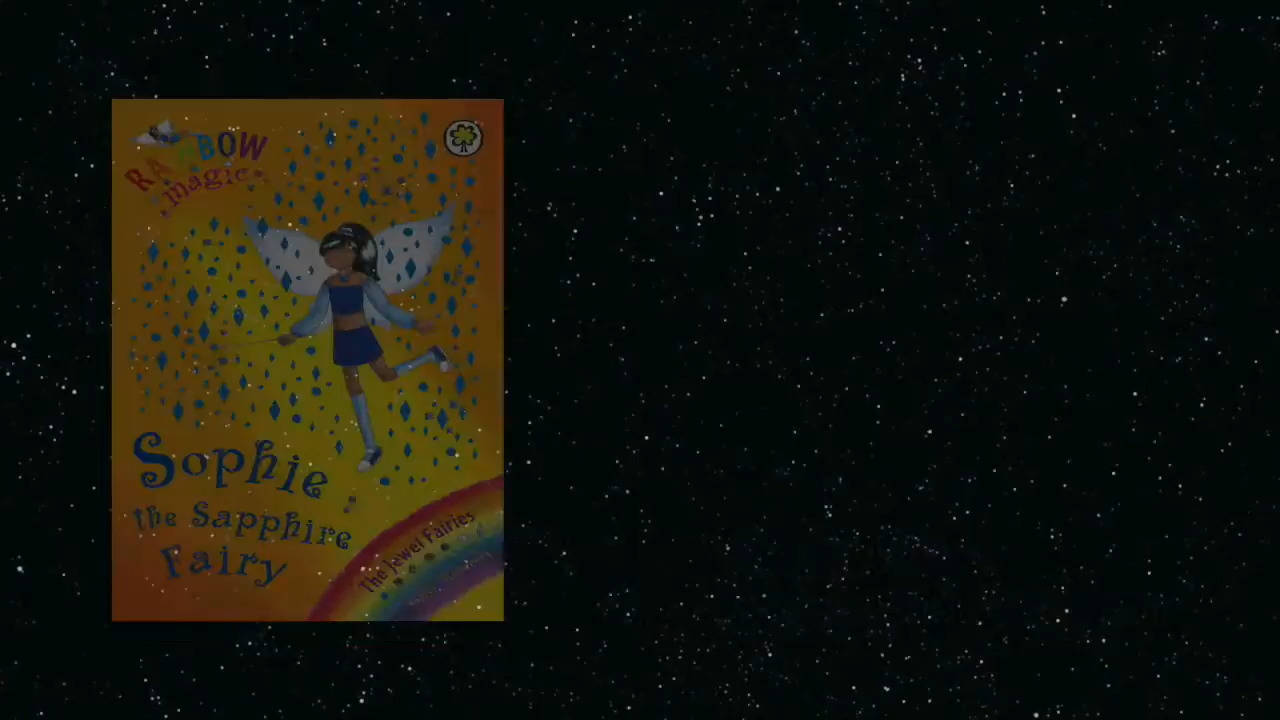 RAINBOW
magic
Sophie
the Sapphire
Fairy
The Jewel Fairies